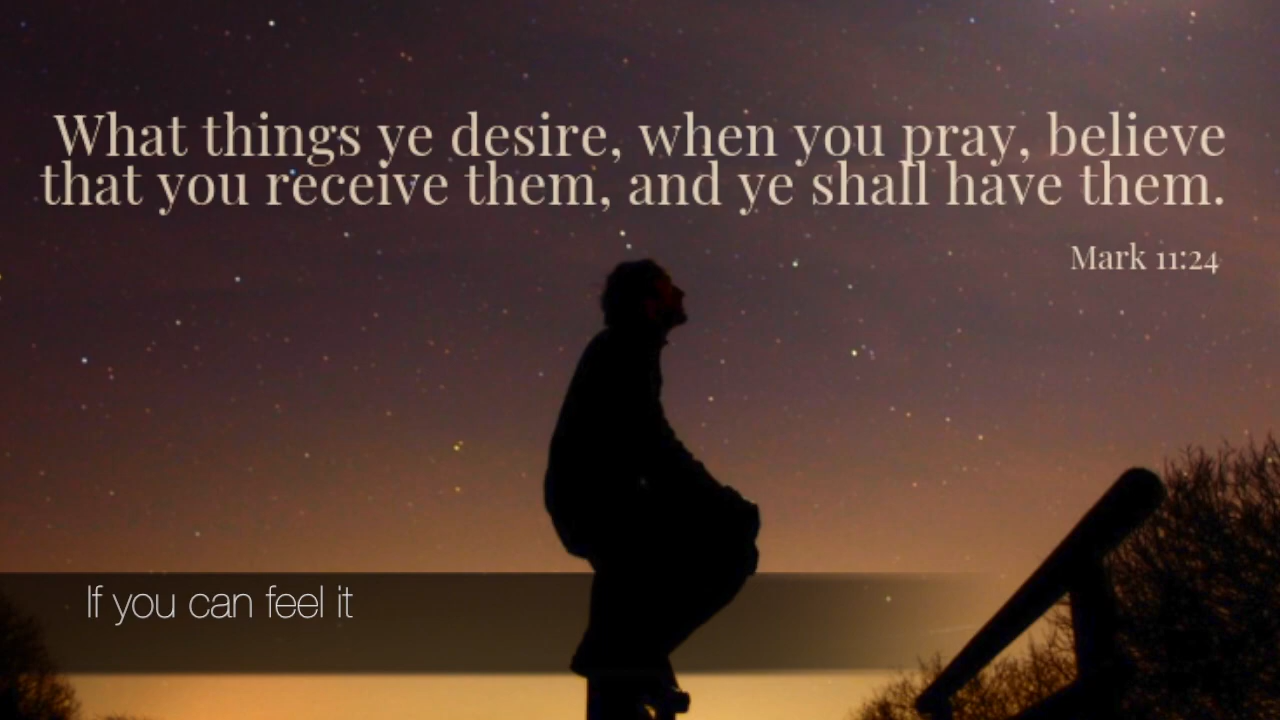 What things ye desire, when you pray, believe
that you receive them, and ye shall have them.
Mark 11:24
If you can feel it